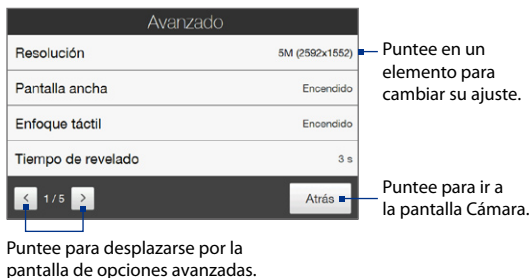 Avanzado
Resolución 5M (2592x1552)
Pantalla ancha Encendido
Enfoque táctil Encendido
Tiempo de revelado 3 s
< 1 / 5 > Atrás
Puntee en un
elemento para
cambiar su ajuste.
Puntee para ir a
la pantalla Cámara.
Puntee para desplazarse por la
pantalla de opciones avanzadas.